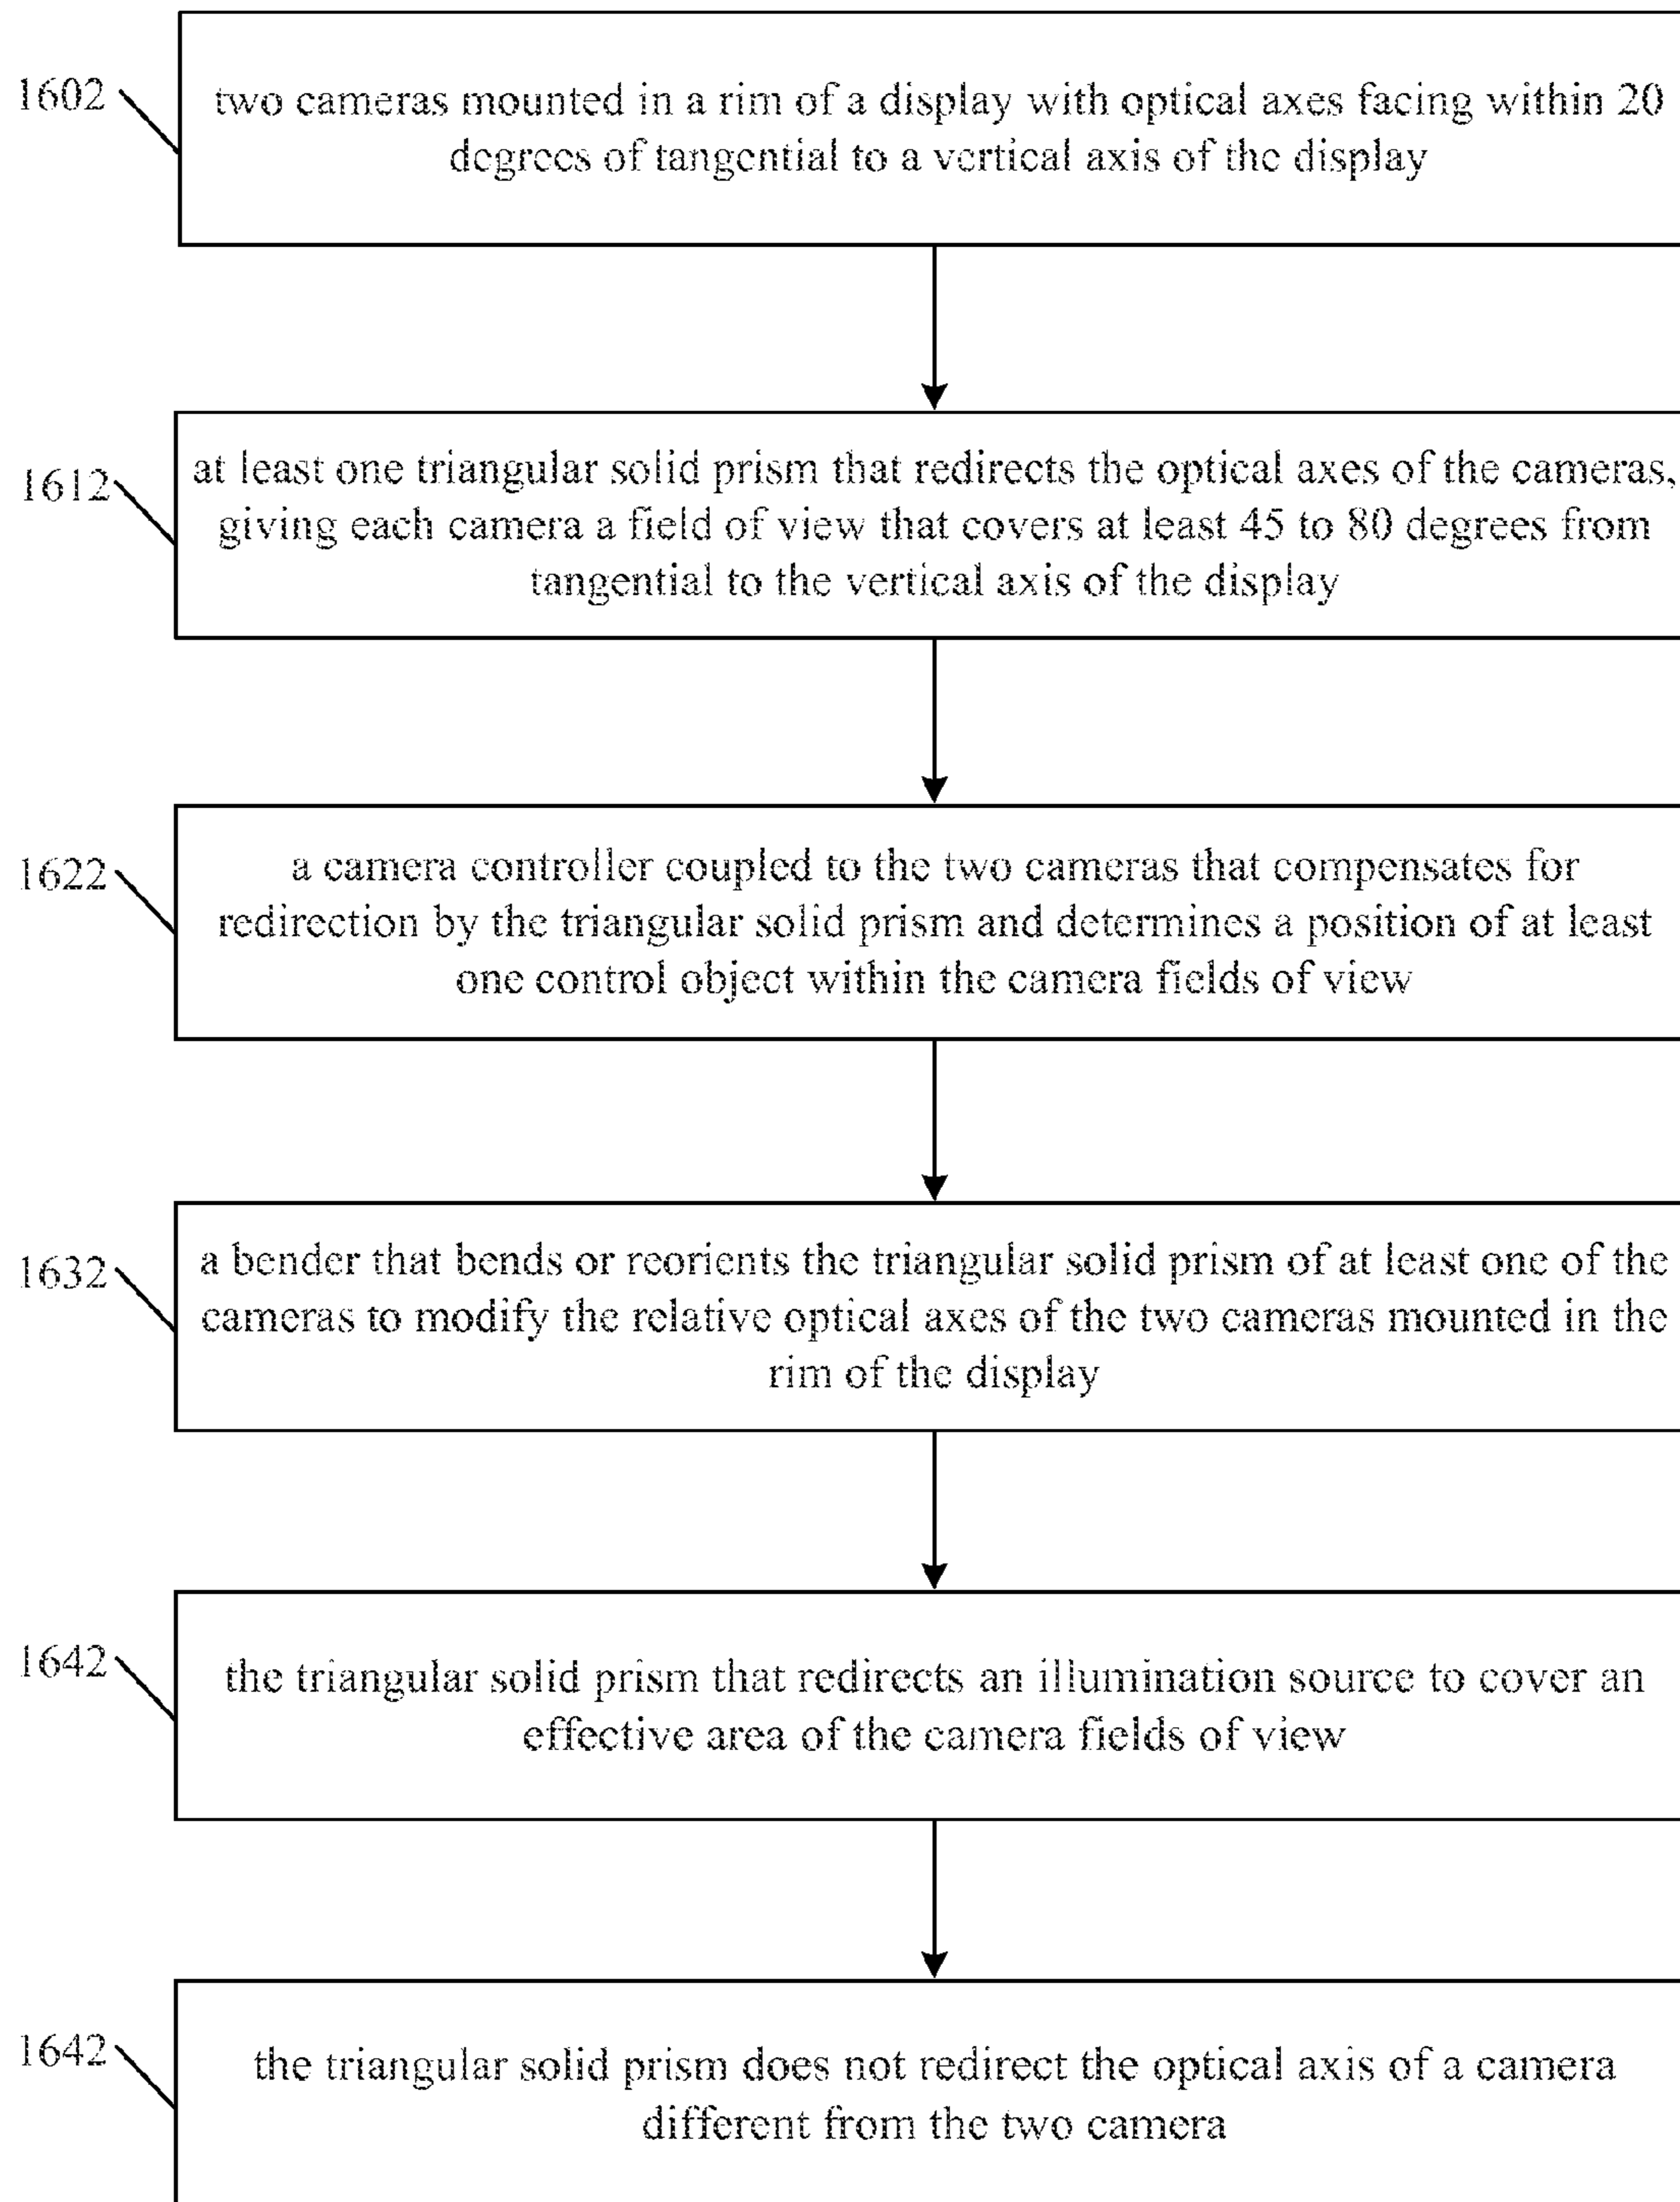 1602
two cameras mounted in a rim of a display with optical axes facing within 20
degrees of tangential to a vertical axis of the display
1612
at least one triangular solid prism that redirects the optical axes of the cameras,
giving each camera a field of view that covers at least 45 to 80 degrees from
tangential to the vertical axis of the display
1622
a camera controller coupled to the two cameras that compensates for
redirection by the triangular solid prism and determines a position of at least
one control object within the camera fields of view
1632
a bender that bends or reorients the triangular solid prism of at least one of the
cameras to modify the relative optical axes of the two cameras mounted in the
rim of the display
1642
the triangular solid prism that redirects an illumination source to cover an
effective area of the camera fields of view
1642
the triangular solid prism does not redirect the optical axis of a camera
different from the two camera